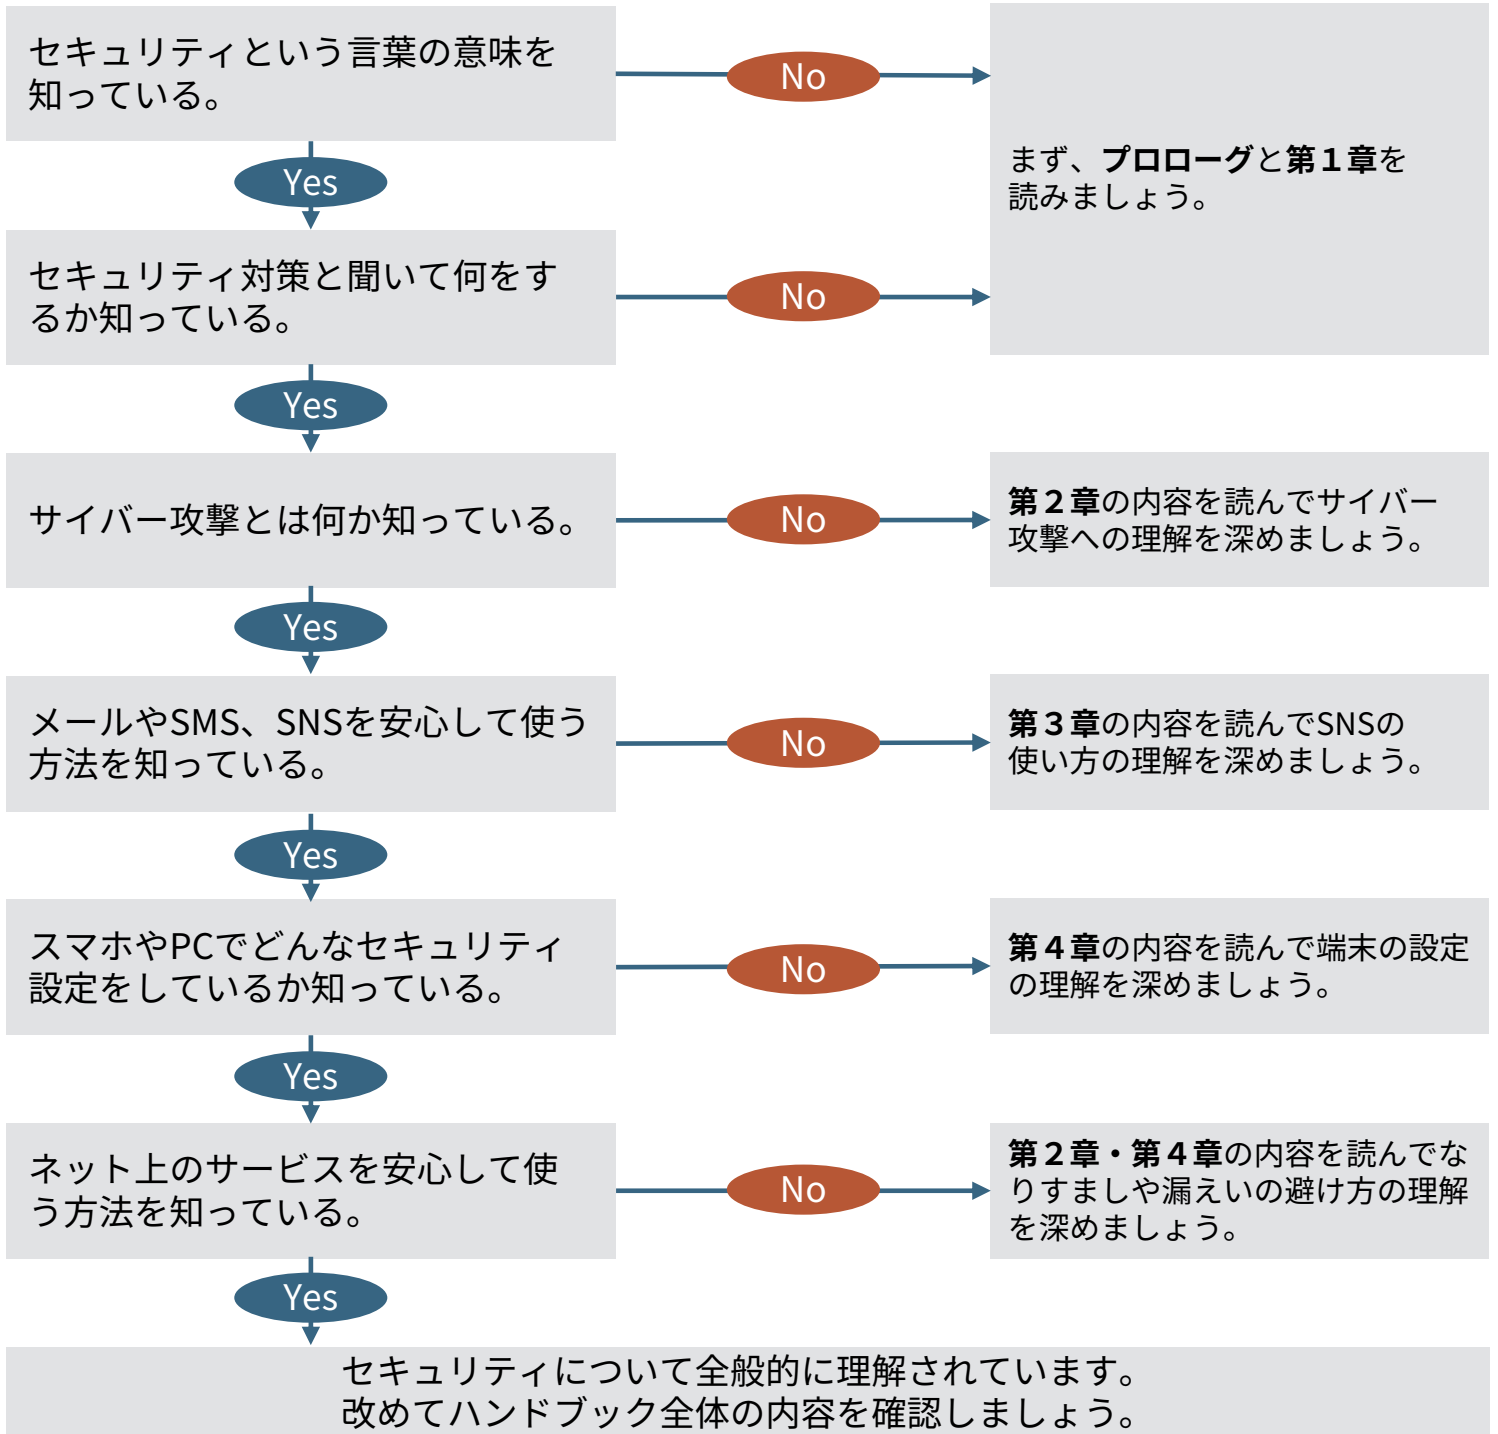 セキュリティという言葉の意味を
知っている。
No
まず、プロローグと第１章を
読みましょう。
Yes
セキュリティ対策と聞いて何をす
るか知っている。
No
Yes
サイバー攻撃とは何か知っている。
No
第２章の内容を読んでサイバー
攻撃への理解を深めましょう。
Yes
メールやSMS、SNSを安心して使う
方法を知っている。
No
第３章の内容を読んでSNSの
使い方の理解を深めましょう。
Yes
スマホやPCでどんなセキュリティ
設定をしているか知っている。
No
第４章の内容を読んで端末の設定
の理解を深めましょう。
Yes
ネット上のサービスを安心して使
う方法を知っている。
No
第２章・第４章の内容を読んでな
りすましや漏えいの避け方の理解
を深めましょう。
Yes
セキュリティについて全般的に理解されています。
改めてハンドブック全体の内容を確認しましょう。